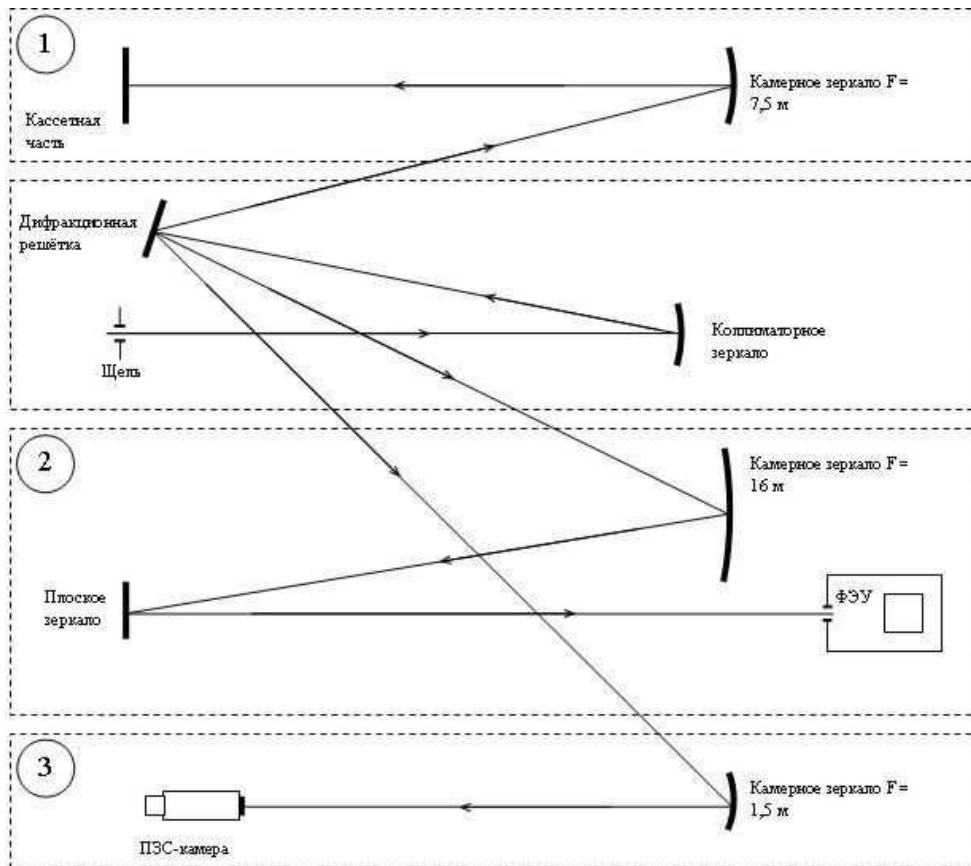 1
Камерное зеркало F =
7,5 м
Кассетная
часть
Дифракционная
решётка
Щель
Коллиматорное
зеркало
2
Камерное зеркало F =
16 м
Плоское
зеркало
ФЭУ
3
Камерное зеркало F =
1,5 м
ПЗС-камера